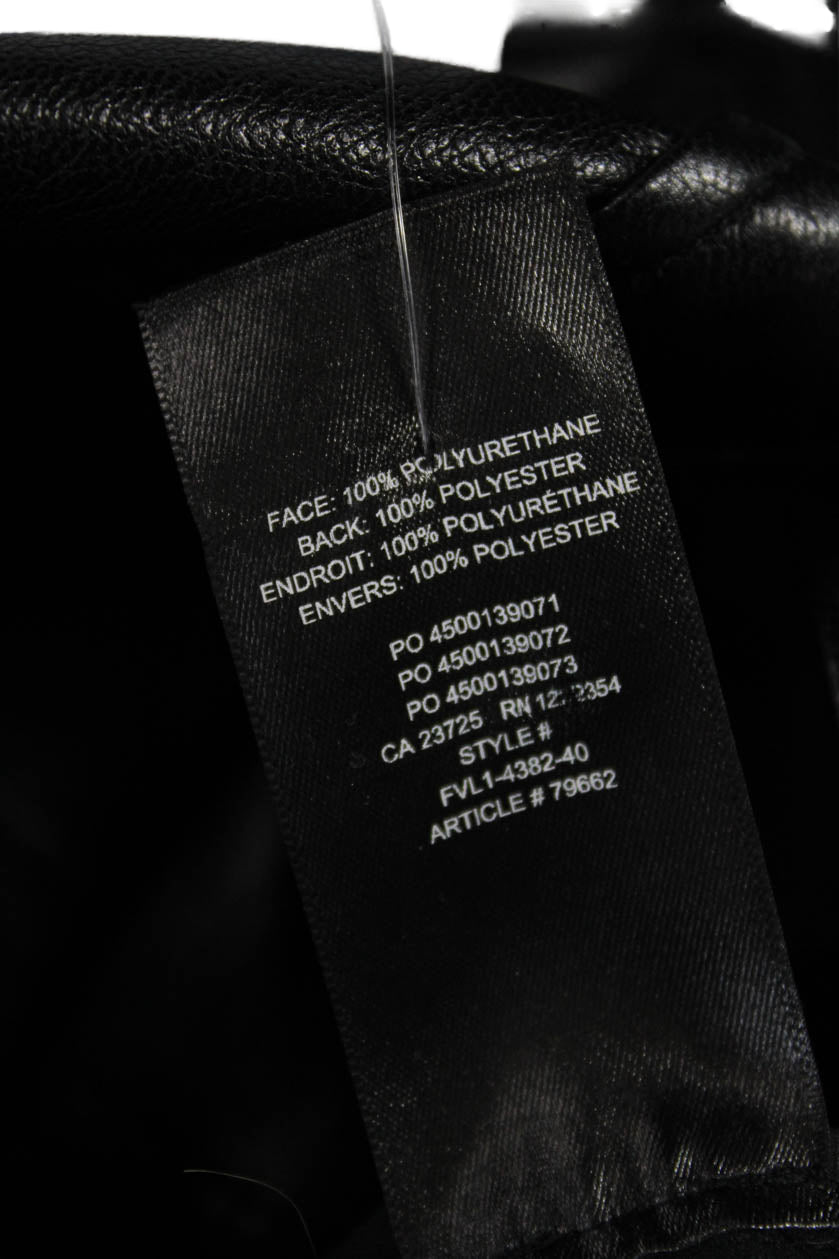 FACE: 100% POLYURETHANE
BACK: 100% POLYESTER
ENDROIT: 100% POLYURÉTHANE
ENVERS: 100% POLYESTER
PO 4500139071
PO 4500139072
PO 4500139073
CA 23725 RN
STYLE #
FVL1-4382-40
ARTICLE # 79662